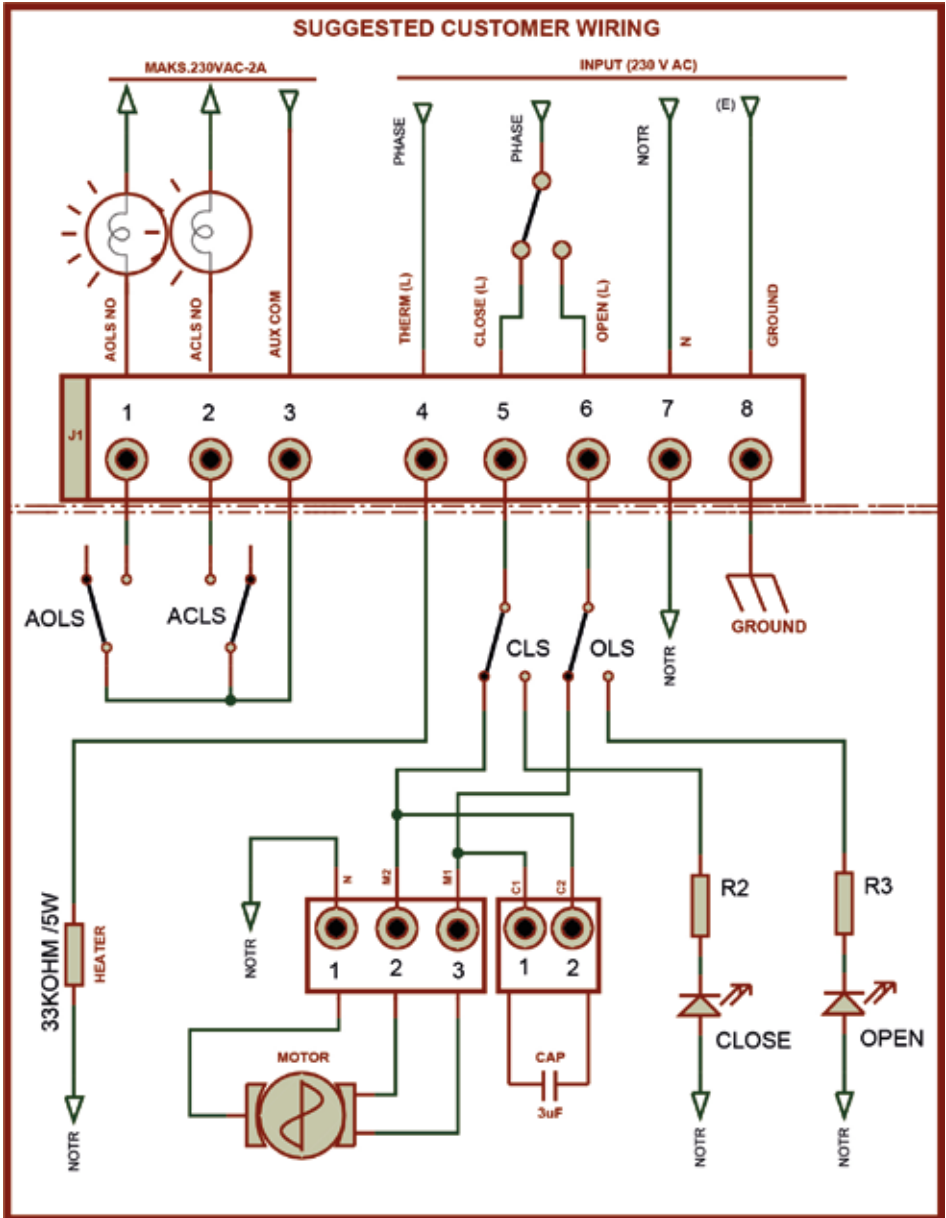 SUGGESTED CUSTOMER WIRING
MAKS.230VAC-2A
INPUT (230 V AC)
PHASE
PHASE
NOTR
(E)
AOLS NO
ACLS NO
AUX COM
THERM (L)
CLOSE (L)
OPEN (L)
N
GROUND
J1
1 2 3 4 5 6 7 8
AOLS
ACLS
CLS
OLS
NOTR
GROUND
N
M2
M1
C1
C2
1 2 3
1 2
NOTR
33KOHM /5W
HEATER
R2
R3
CLOSE
OPEN
MOTOR
CAP
3uF
NOTR
NOTR
NOTR